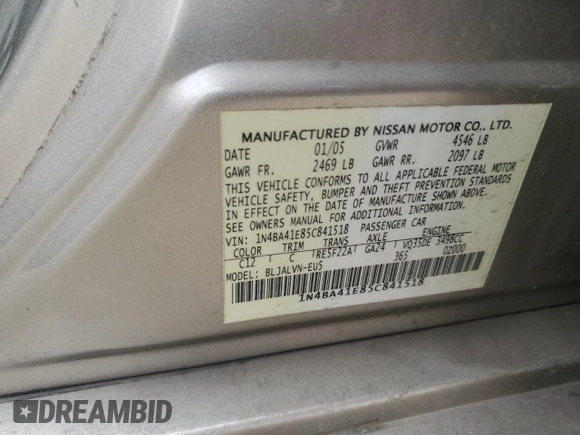 MANUFACTURED BY NISSAN MOTOR CO., LTD.
DATE 01/05 GVWR 4546 LB
GAWR FR. 2469 LB GAWR RR. 2097 LB
THIS VEHICLE CONFORMS TO ALL APPLICABLE FEDERAL MOTOR
VEHICLE SAFETY, BUMPER AND THEFT PREVENTION STANDARDS
IN EFFECT ON THE DATE OF MANUFACTURE SHOWN ABOVE.
SEE OWNERS MANUAL FOR ADDITIONAL INFORMATION.
VIN: 1N4BA41E85C841518 PASSENGER CAR
COLOR TRIM TRANS AXLE ENGINE
C12 C RE5F22A GA24 VQ35DE 3498CC
MODEL: BLJALVN-EUS 365 02000
1N4BA41E85C841518
DREAMBID